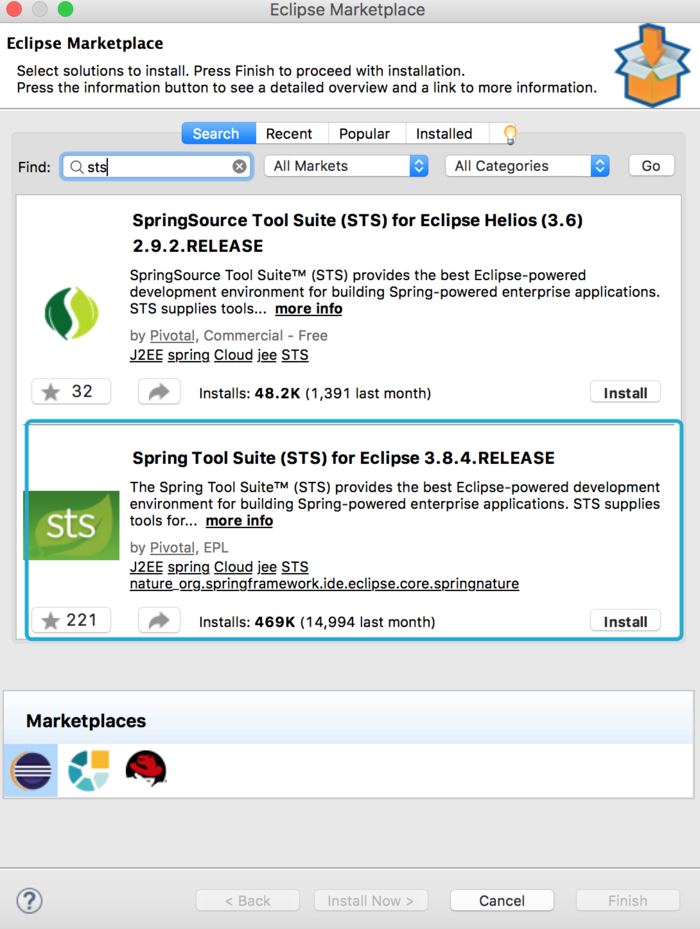 Eclipse Marketplace
Eclipse Marketplace
Select solutions to install. Press Finish to proceed with installation.
Press the information button to see a detailed overview and a link to more information.
Search
Recent
Popular
Installed
Find:
sts
All Markets
All Categories
Go
SpringSource Tool Suite (STS) for Eclipse Helios (3.6)
2.9.2.RELEASE
SpringSource Tool Suite™ (STS) provides the best Eclipse-powered
development environment for building Spring-powered enterprise applications.
STS supplies tools... more info
by Pivotal, Commercial - Free
J2EE spring Cloud jee STS
32
Installs: 48.2K (1,391 last month)
Install
Spring Tool Suite (STS) for Eclipse 3.8.4.RELEASE
sts
The Spring Tool Suite™ (STS) provides the best Eclipse-powered development
environment for building Spring-powered enterprise applications. STS supplies
tools for... more info
by Pivotal, EPL
J2EE spring Cloud jee STS
nature_org.springframework.ide.eclipse.core.springnature
221
Installs: 469K (14,994 last month)
Install
Marketplaces
?
< Back
Install Now >
Cancel
Finish